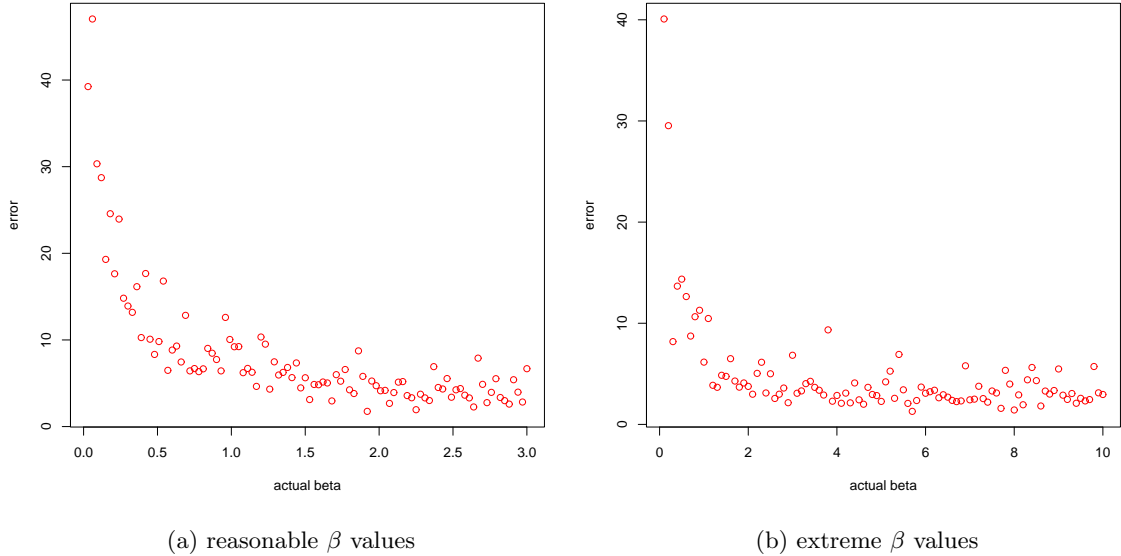 error
40
30
20
10
0
0.0 0.5 1.0 1.5 2.0 2.5 3.0
actual beta
(a) reasonable β values
error
40
30
20
10
0
0 2 4 6 8 10
actual beta
(b) extreme β values